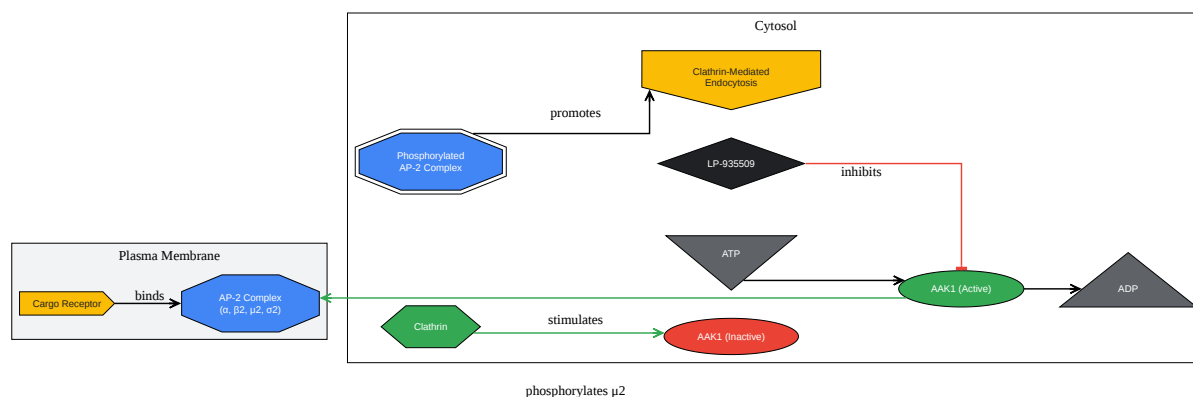 Cytosol
Clathrin-Mediated
Endocytosis
promotes
Phosphorylated
AP-2 Complex
LP-935509
inhibits
Plasma Membrane
ATP
Cargo Receptor
binds
AP-2 Complex
(α, β2, μ2, σ2)
AAK1 (Active)
ADP
Clathrin
stimulates
AAK1 (Inactive)
phosphorylates μ2